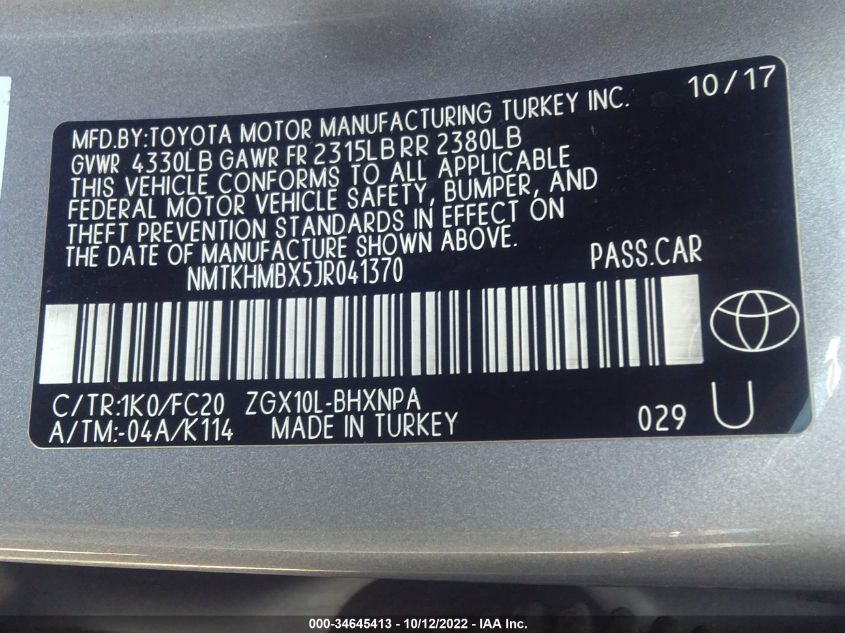 10/17
MFD.BY:TOYOTA MOTOR MANUFACTURING TURKEY INC.
GVWR 4330LB GAWR FR 2315LB RR 2380LB
THIS VEHICLE CONFORMS TO ALL APPLICABLE
FEDERAL MOTOR VEHICLE SAFETY, BUMPER, AND
THEFT PREVENTION STANDARDS IN EFFECT ON
THE DATE OF MANUFACTURE SHOWN ABOVE.
NMTKHMBX5JR041370 PASS.CAR
C/TR:1K0/FC20 ZGX10L-BHXNPA
A/TM:-04A/K114 MADE IN TURKEY 029 U
000-34645413 - 10/12/2022 - IAA Inc.